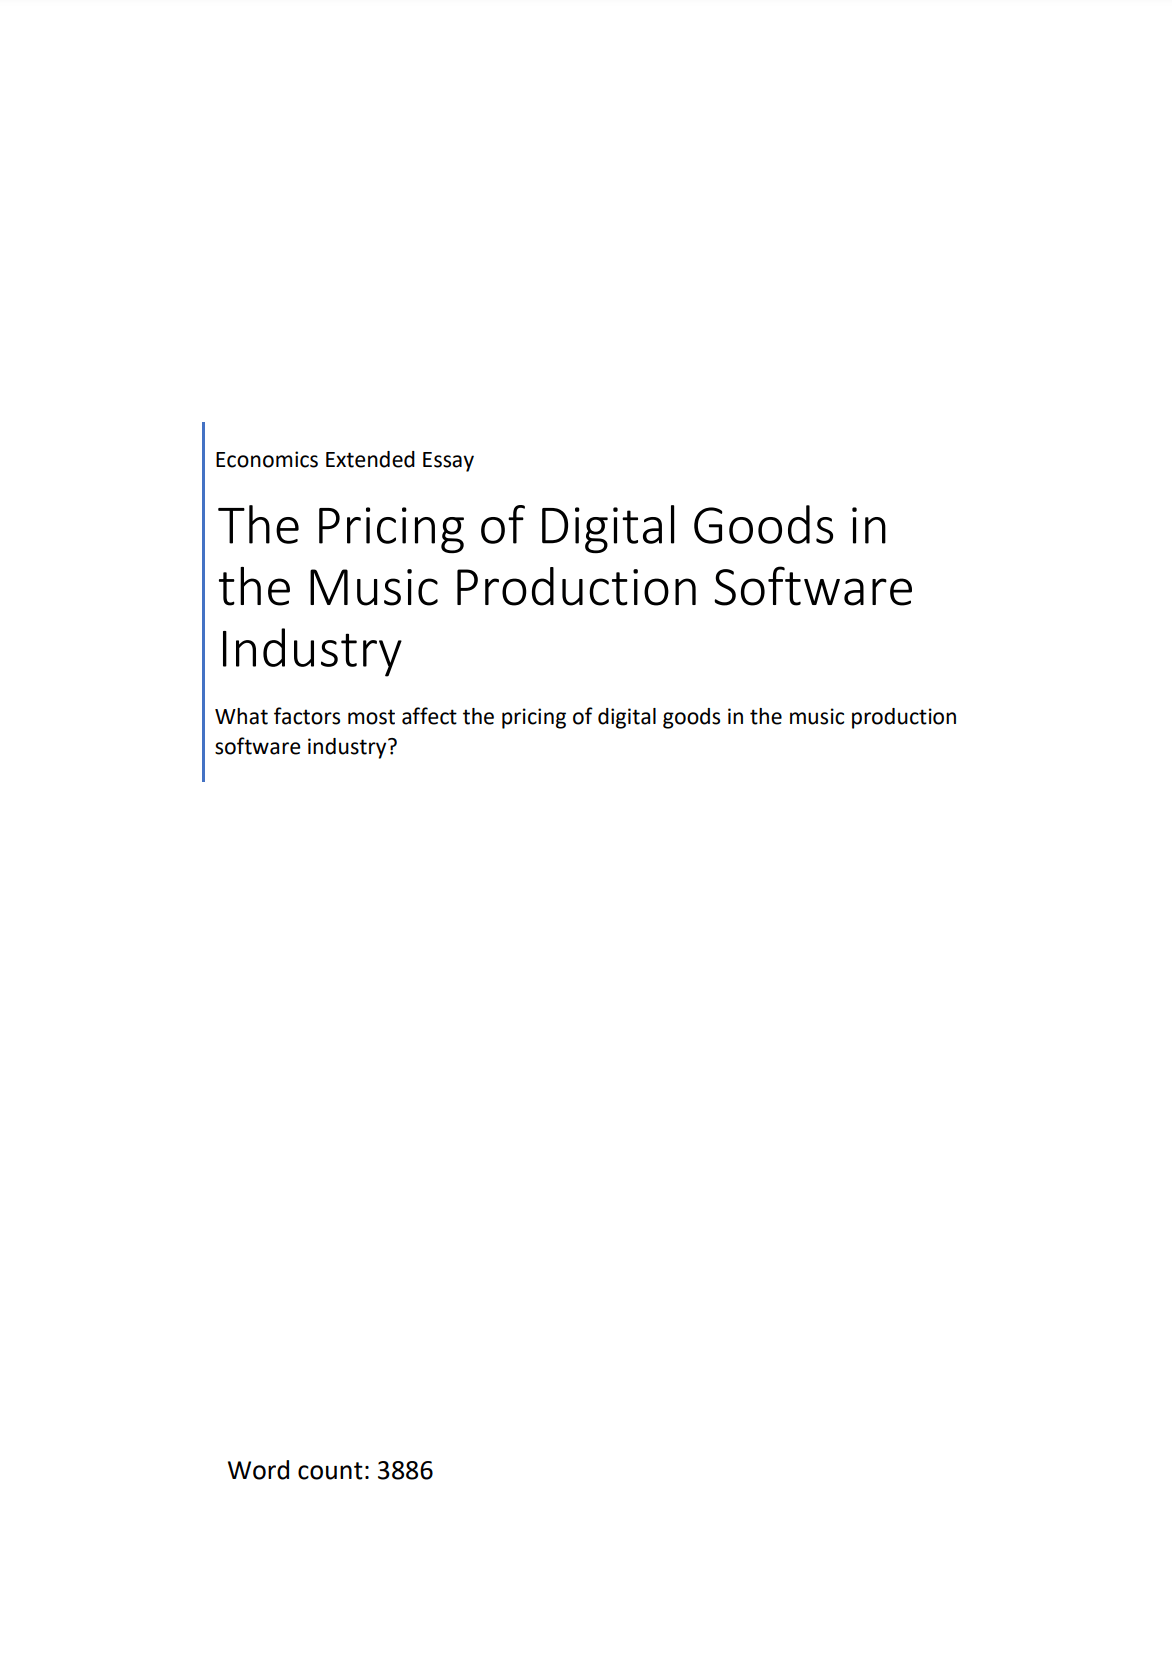 Economics Extended Essay
The Pricing of Digital Goods in
the Music Production Software
Industry
What factors most affect the pricing of digital goods in the music production
software industry?
Word count: 3886